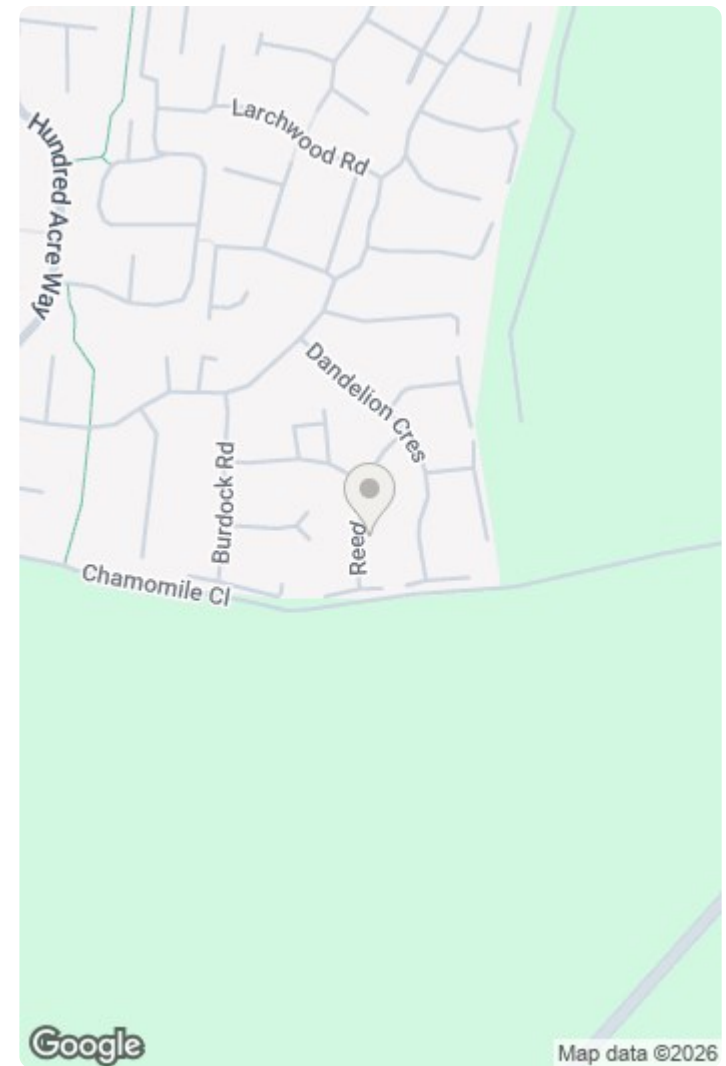 Larchwood Rd
Hundred Acre Way
Dandelion Cres
Burdock Rd
Reed
Chamomile Cl
Google
Map data ©2026